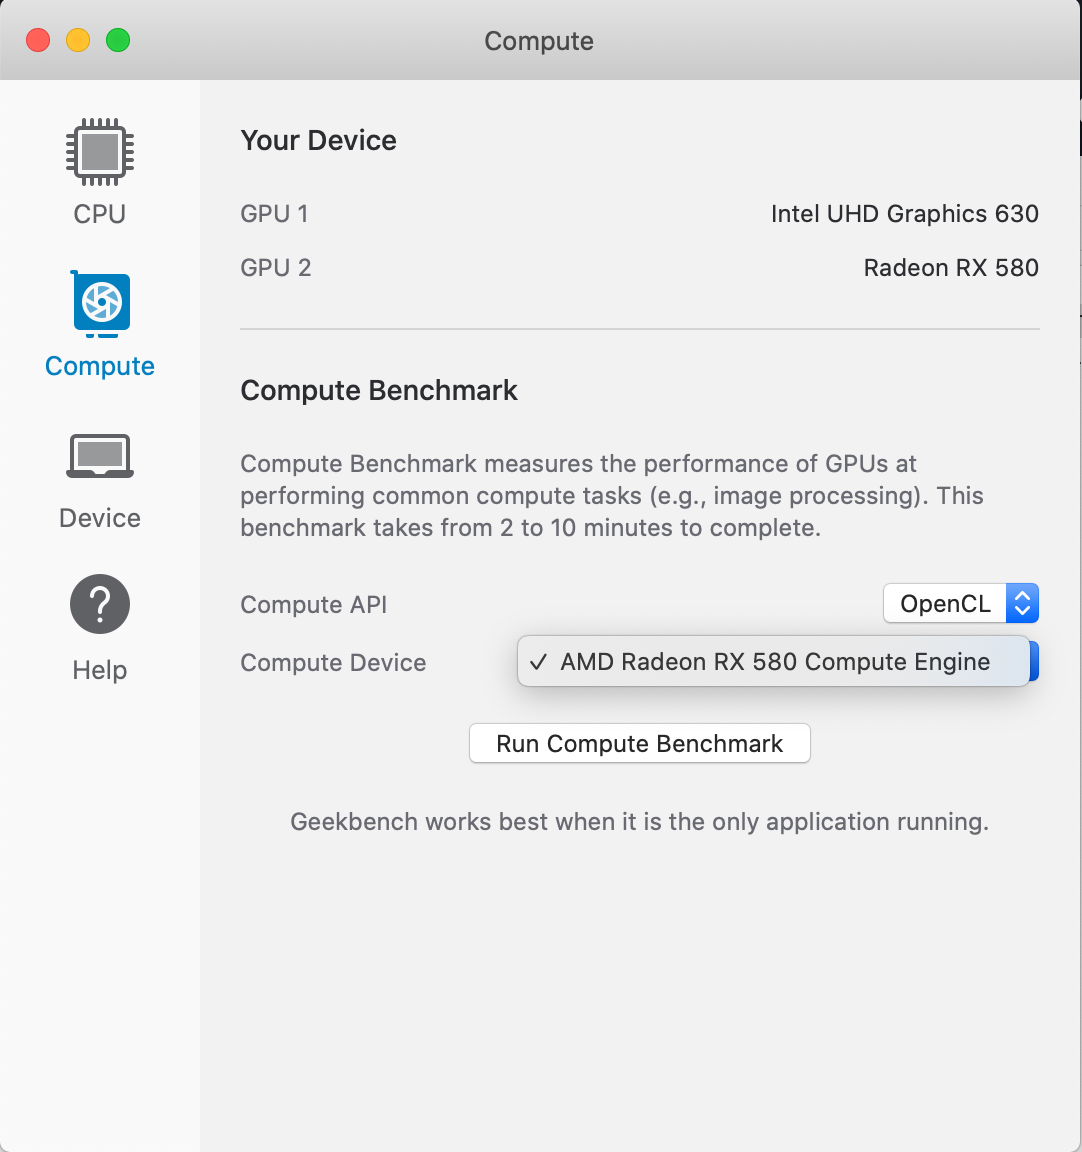 Compute
CPU
Compute
Device
?
Help
Your Device
GPU 1 Intel UHD Graphics 630
GPU 2 Radeon RX 580
Compute Benchmark
Compute Benchmark measures the performance of GPUs at
performing common compute tasks (e.g., image processing). This
benchmark takes from 2 to 10 minutes to complete.
Compute API OpenCL
Compute Device ✓ AMD Radeon RX 580 Compute Engine
Run Compute Benchmark
Geekbench works best when it is the only application running.